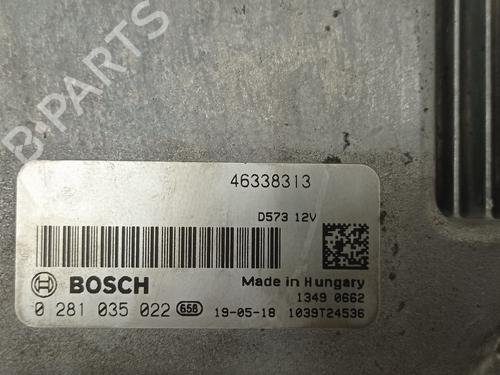 B-PARTS
46338313
D573 12V
BOSCH
Made in Hungary
1349 0662
0 281 035 022 658 19-05-18 1039T24536